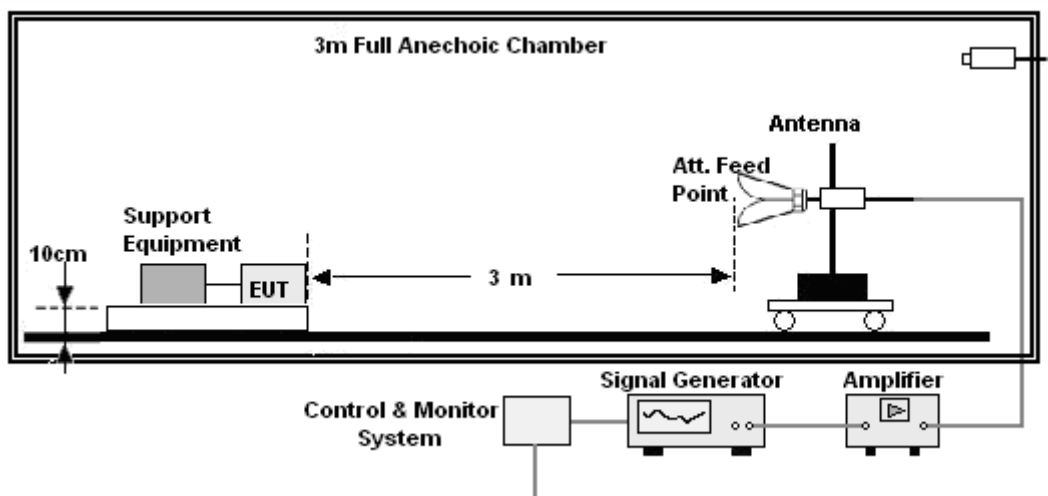 3m Full Anechoic Chamber
Antenna
Att. Feed
Point
Support
Equipment
10cm
EUT
3 m
Signal Generator
Amplifier
Control & Monitor
System